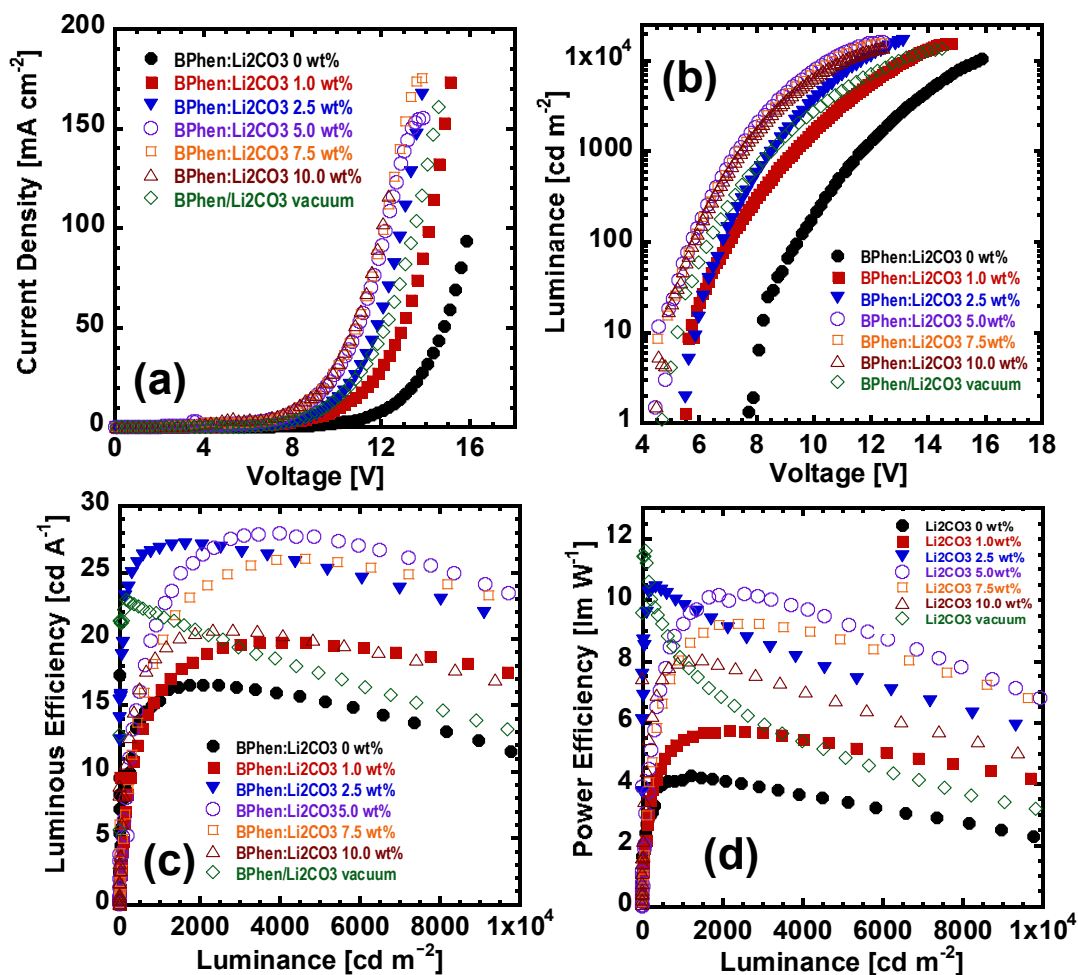 (a)
Current Density [mA cm-2]
200
150
100
50
0
BPhen:Li2CO3 0 wt%
BPhen:Li2CO3 1.0 wt%
BPhen:Li2CO3 2.5 wt%
BPhen:Li2CO3 5.0 wt%
BPhen:Li2CO3 7.5 wt%
BPhen:Li2CO3 10.0 wt%
BPhen/Li2CO3 vacuum
0 4 8 12 16
Voltage [V]
(b)
Luminance [cd m-2]
1x10⁴
1000
100
10
1
BPhen:Li2CO3 0 wt%
BPhen:Li2CO3 1.0 wt%
BPhen:Li2CO3 2.5 wt%
BPhen:Li2CO3 5.0wt%
BPhen:Li2CO3 7.5wt%
BPhen:Li2CO3 10.0 wt%
BPhen/Li2CO3 vacuum
4 6 8 10 12 14 16 18
Voltage [V]
(c)
Luminous Efficiency [cd A-1]
30
25
20
15
10
5
0
BPhen:Li2CO3 0 wt%
BPhen:Li2CO3 1.0 wt%
BPhen:Li2CO3 2.5 wt%
BPhen:Li2CO35.0 wt%
BPhen:Li2CO3 7.5 wt%
BPhen:Li2CO3 10.0 wt%
BPhen/Li2CO3 vacuum
0 2000 4000 6000 8000 1x10⁴
Luminance [cd m-2]
(d)
Power Efficiency [lm W-1]
12
10
8
6
4
2
0
Li2CO3 0 wt%
Li2CO3 1.0wt%
Li2CO3 2.5 wt%
Li2CO3 5.0wt%
Li2CO3 7.5wt%
Li2CO3 10.0 wt%
Li2CO3 vacuum
0 2000 4000 6000 8000 1x10⁴
Luminance [cd m-2]